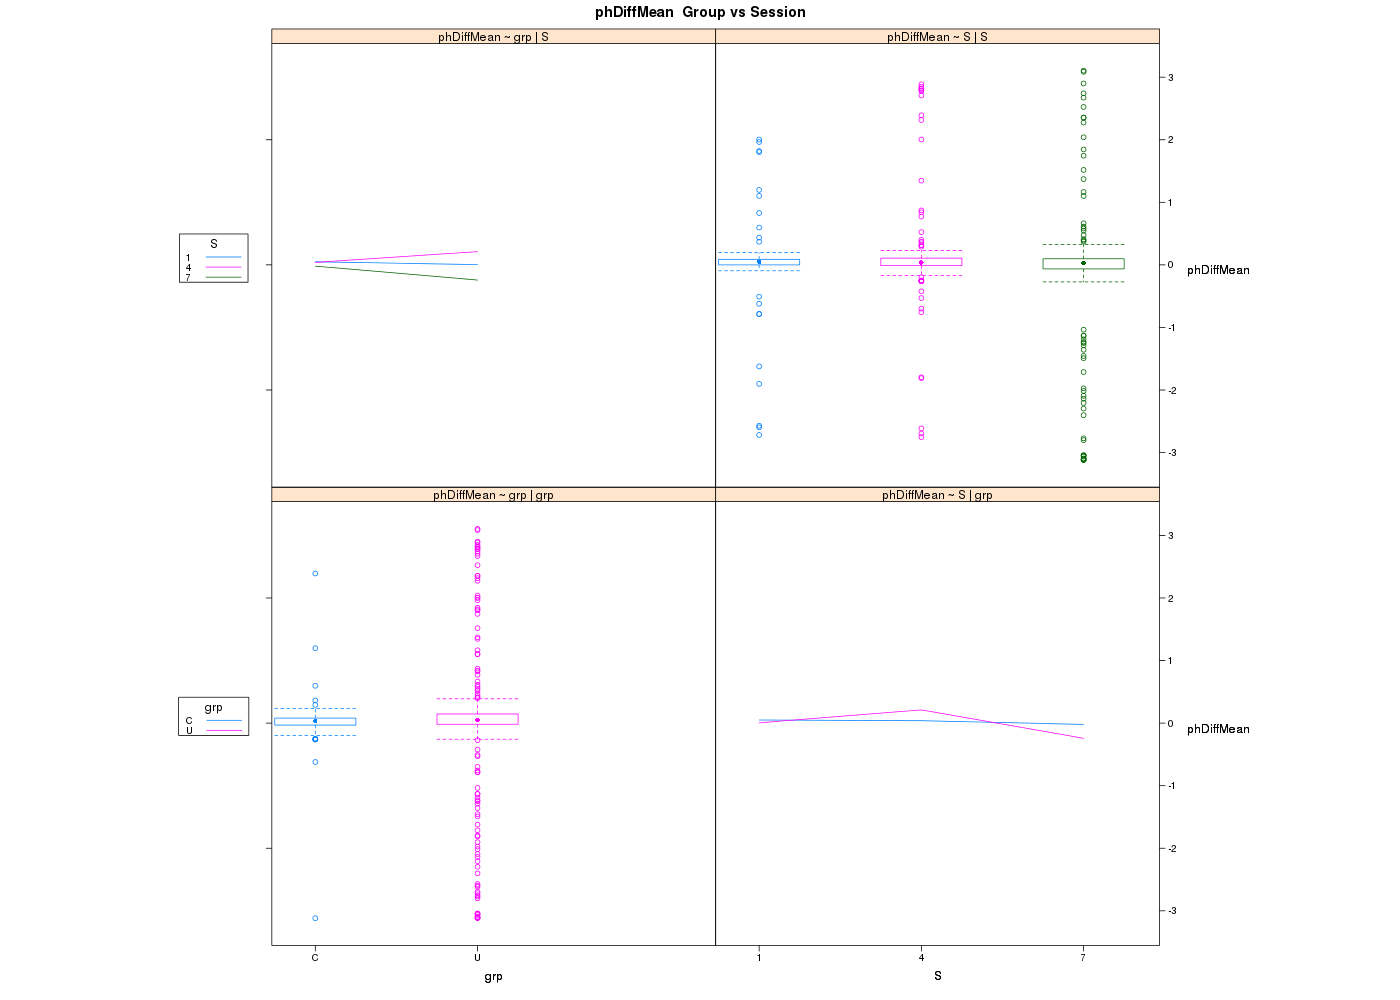 phDiffMean  Group vs Session
phDiffMean ~ grp | S
phDiffMean ~ S | S
3
2
1
0
-1
-2
-3
phDiffMean
S
1
4
7
phDiffMean ~ grp | grp
phDiffMean ~ S | grp
3
2
1
0
-1
-2
-3
phDiffMean
grp
C
U
C
U
1
4
7
grp
S